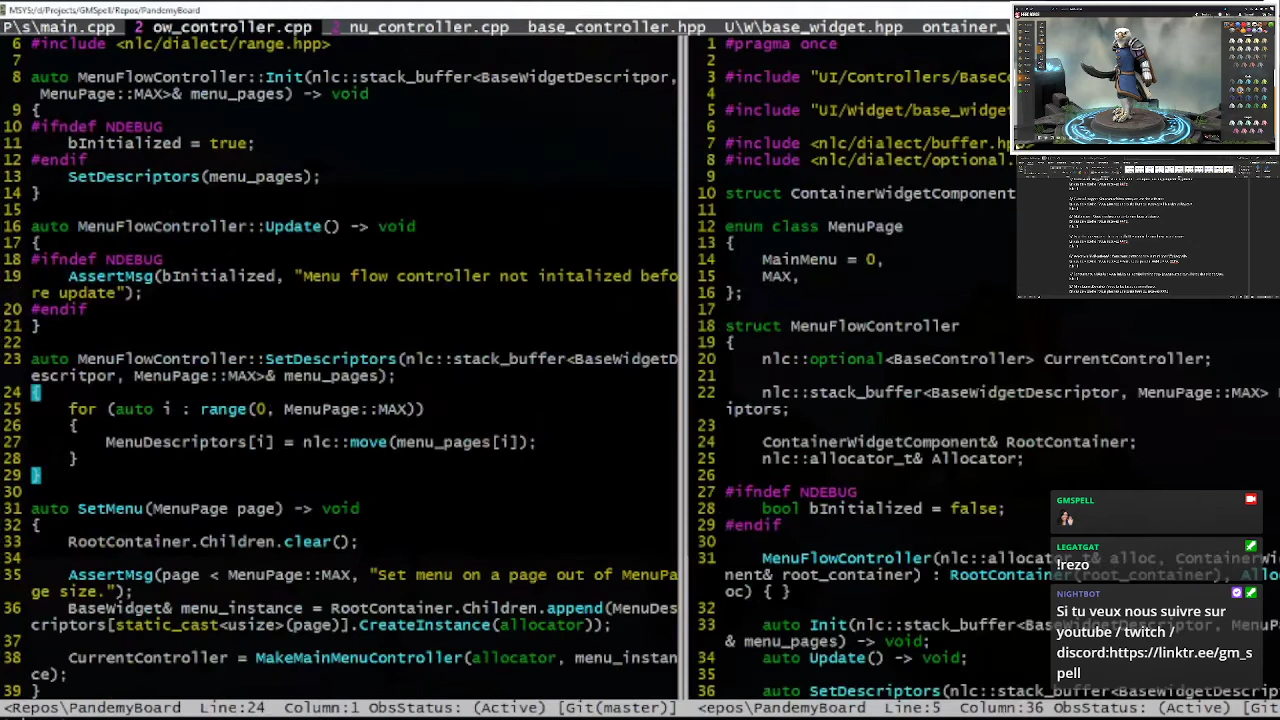 MSYS:/d/Projects/GMSpell/Repos/PandemyBoard
P\s\main.cpp 2 ow_controller.cpp nu_controller.cpp base_controller.hpp U\W\base_widget.hpp ontainer_w
6 #include <nlc/dialect/range.hpp>
7
8 auto MenuFlowController::Init(nlc::stack_buffer<BaseWidgetDescritpor,
MenuPage::MAX>& menu_pages) -> void
9 {
10 #ifndef NDEBUG
11 bInitialized = true;
12 #endif
13 SetDescriptors(menu_pages);
14 }
15
16 auto MenuFlowController::Update() -> void
17 {
18 #ifndef NDEBUG
19 AssertMsg(bInitialized, "Menu flow controller not initalized befo
re update");
20 #endif
21 }
22
23 auto MenuFlowController::SetDescriptors(nlc::stack_buffer<BaseWidgetD
escritpor, MenuPage::MAX>& menu_pages);
24 {
25 for (auto i : range(0, MenuPage::MAX))
26 {
27 MenuDescriptors[i] = nlc::move(menu_pages[i]);
28 }
29 }
30
31 auto SetMenu(MenuPage page) -> void
32 {
33 RootContainer.Children.clear();
34
35 AssertMsg(page < MenuPage::MAX, "Set menu on a page out of MenuPa
ge size.");
36 BaseWidget& menu_instance = RootContainer.Children.append(MenuDes
criptors[static_cast<usize>(page)].CreateInstance(allocator));
37
38 CurrentController = MakeMainMenuController(allocator, menu_instan
ce);
39 }
<Repos\PandemyBoard Line:24 Column:1 ObsStatus: (Active) [Git(master)]
1 #pragma once
2
3 #include "UI/Controllers/BaseC
4
5 #include "UI/Widget/base_widge
6
7 #include <nlc/dialect/buffer.h
8 #include <nlc/dialect/optional.
9
10 struct ContainerWidgetComponent
11
12 enum class MenuPage
13 {
14 MainMenu = 0,
15 MAX,
16 };
17
18 struct MenuFlowController
19 {
20 nlc::optional<BaseController> CurrentController;
21
22 nlc::stack_buffer<BaseWidgetDescriptor, MenuPage::MAX>
iptors;
23
24 ContainerWidgetComponent& RootContainer;
25 nlc::allocator_t& Allocator;
26
27 #ifndef NDEBUG
28 bool bInitialized = false;
29 #endif
30
31 MenuFlowController(nlc::allocator_t& alloc, Contain
nent& root_container) : RootContainer(root_container), Al
oc) { }
32
33 auto Init(nlc::stack_buffer<BaseWidgetDescriptor, MenuP
& menu_pages) -> void;
34 auto Update() -> void;
35
36 auto SetDescriptors(nlc::stack_buffer<BaseWidgetDescrip
<epos\PandemyBoard Line:5 Column:36 ObsStatus: (Active) [Git(mas
GMSPELL
LEGATGAT
!rezo
NIGHTBOT
Si tu veux nous suivre sur
youtube / twitch /
discord:https://linktr.ee/gm_s
pell